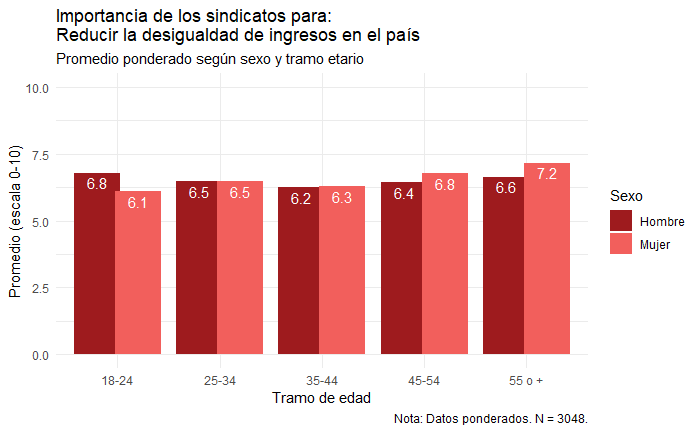 Importancia de los sindicatos para:
Reducir la desigualdad de ingresos en el país
Promedio ponderado según sexo y tramo etario
Promedio (escala 0-10)
10.0
7.5
5.0
2.5
0.0
6.8
6.1
6.5
6.5
6.2
6.3
6.4
6.8
6.6
7.2
18-24
25-34
35-44
45-54
55 o +
Tramo de edad
Sexo
Hombre
Mujer
Nota: Datos ponderados. N = 3048.